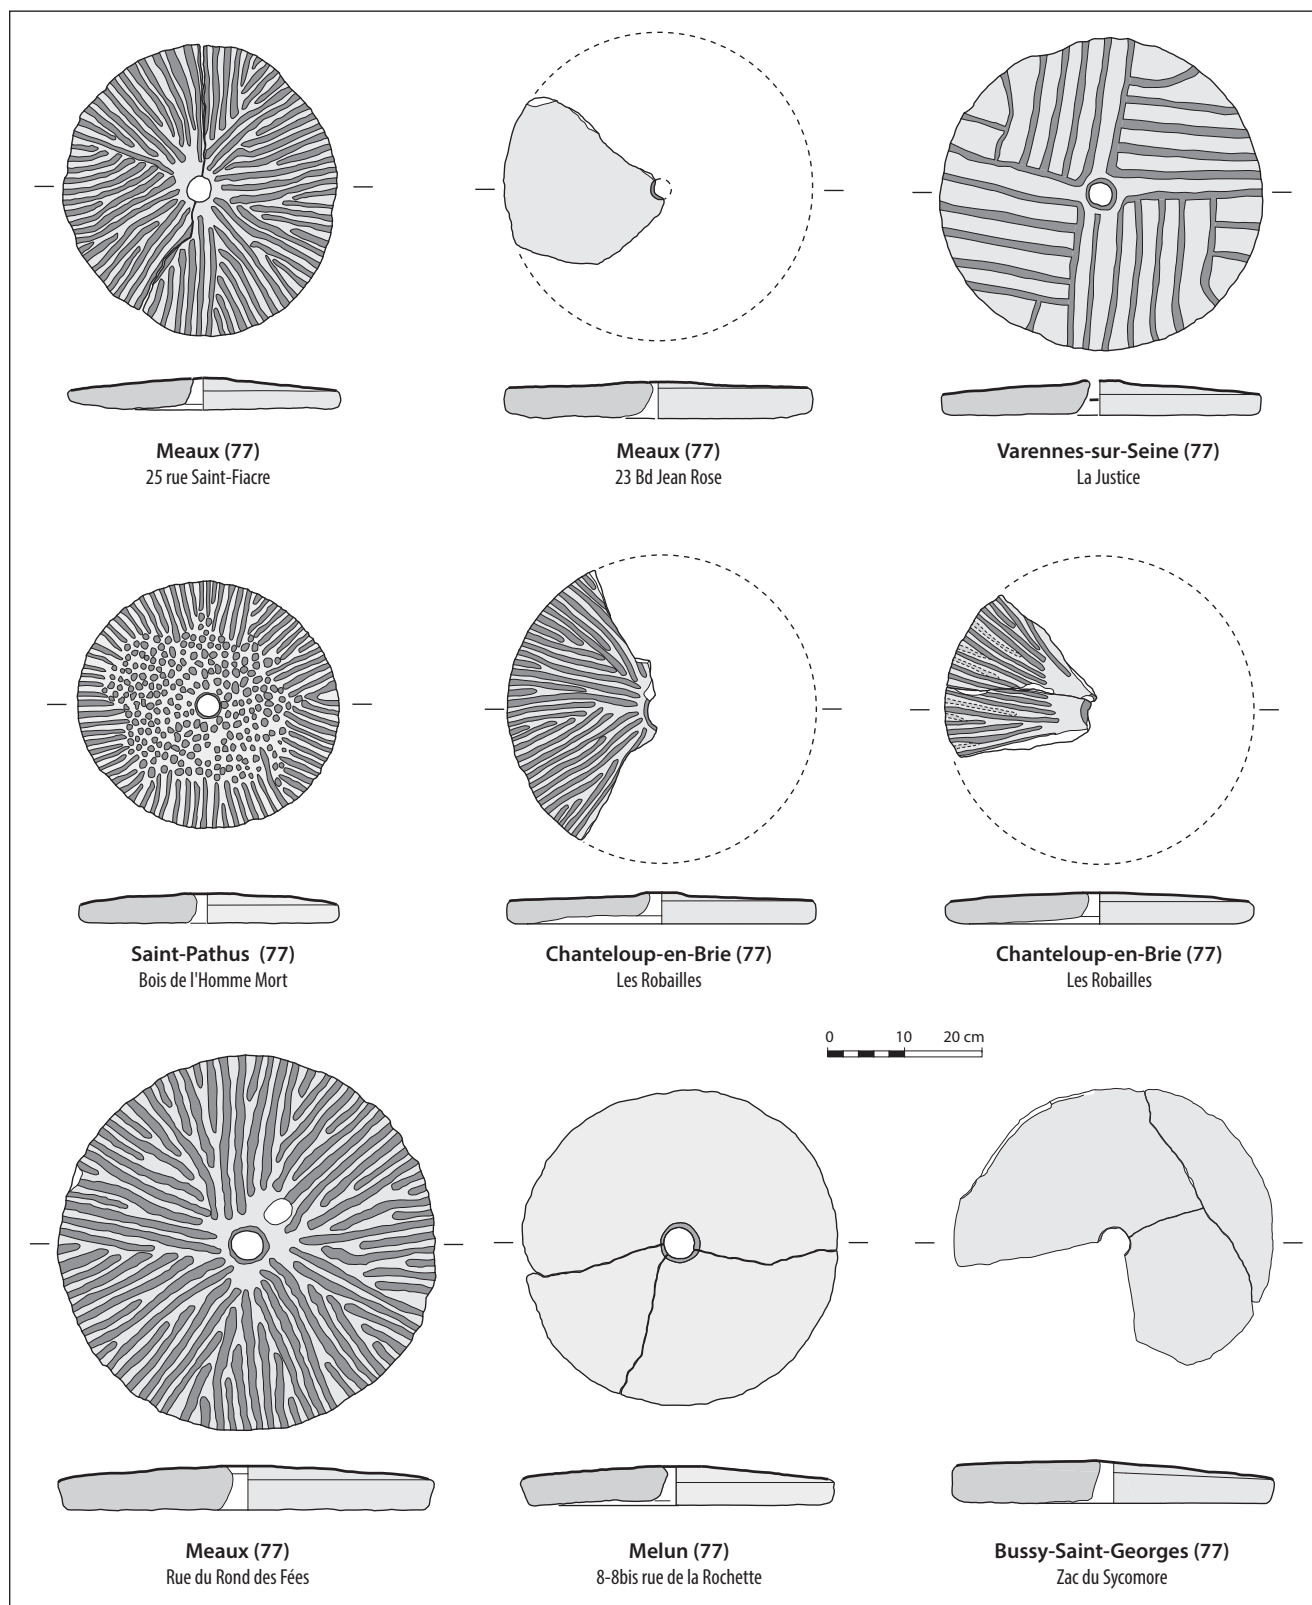 Meaux (77)
25 rue Saint-Fiacre
Meaux (77)
23 Bd Jean Rose
Varennes-sur-Seine (77)
La Justice
Saint-Pathus (77)
Bois de l'Homme Mort
Chanteloup-en-Brie (77)
Les Robailles
Chanteloup-en-Brie (77)
Les Robailles
0 10 20 cm
Meaux (77)
Rue du Rond des Fées
Melun (77)
8-8bis rue de la Rochette
Bussy-Saint-Georges (77)
Zac du Sycomore